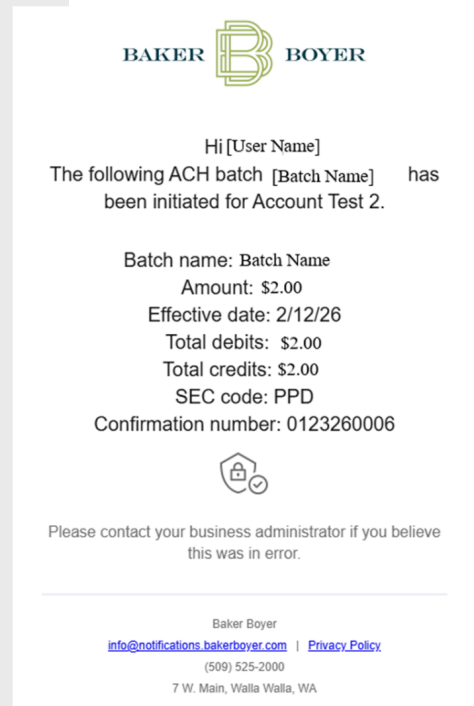 BAKER BOYER
Hi [User Name]
The following ACH batch [Batch Name] has
been initiated for Account Test 2.
Batch name: Batch Name
Amount: $2.00
Effective date: 2/12/26
Total debits: $2.00
Total credits: $2.00
SEC code: PPD
Confirmation number: 0123260006
Please contact your business administrator if you believe
this was in error.
Baker Boyer
info@notifications.bakerboyer.com | Privacy Policy
(509) 525-2000
7 W. Main, Walla Walla, WA